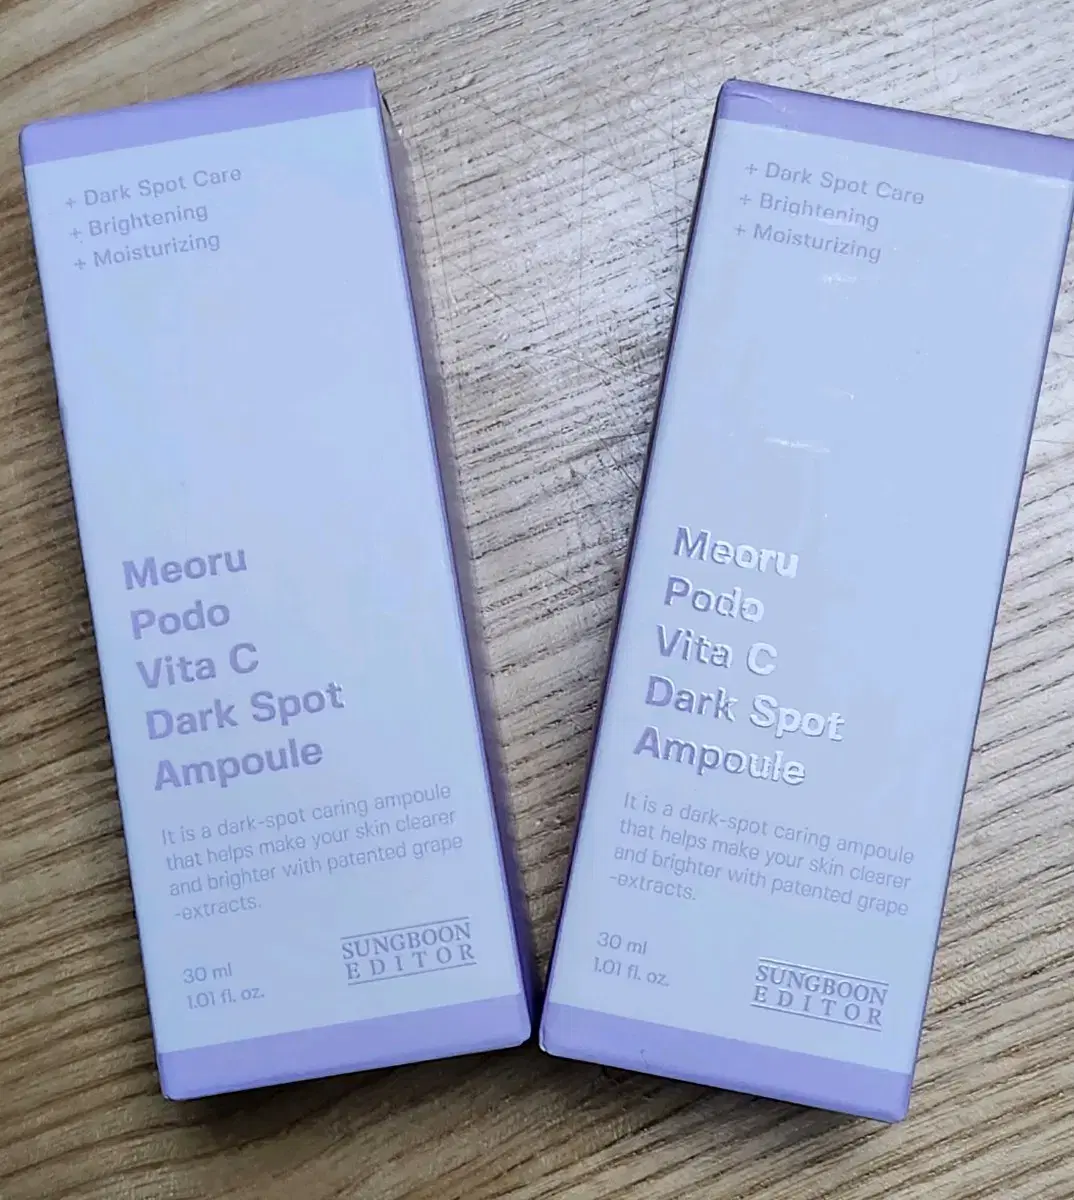 + Dark Spot Care
+ Brightening
+ Moisturizing
Meoru
Podo
Vita C
Dark Spot
Ampoule
It is a dark-spot caring ampoule
that helps make your skin clearer
and brighter with patented grape
-extracts.
30 ml
1.01 fl. oz.
SUNGBOON
EDITOR
+ Dark Spot Care
+ Brightening
+ Moisturizing
Meoru
Podo
Vita C
Dark Spot
Ampoule
It is a dark-spot caring ampoule
that helps make your skin clearer
and brighter with patented grape
-extracts.
30 ml
1.01 fl. oz.
SUNGBOON
EDITOR